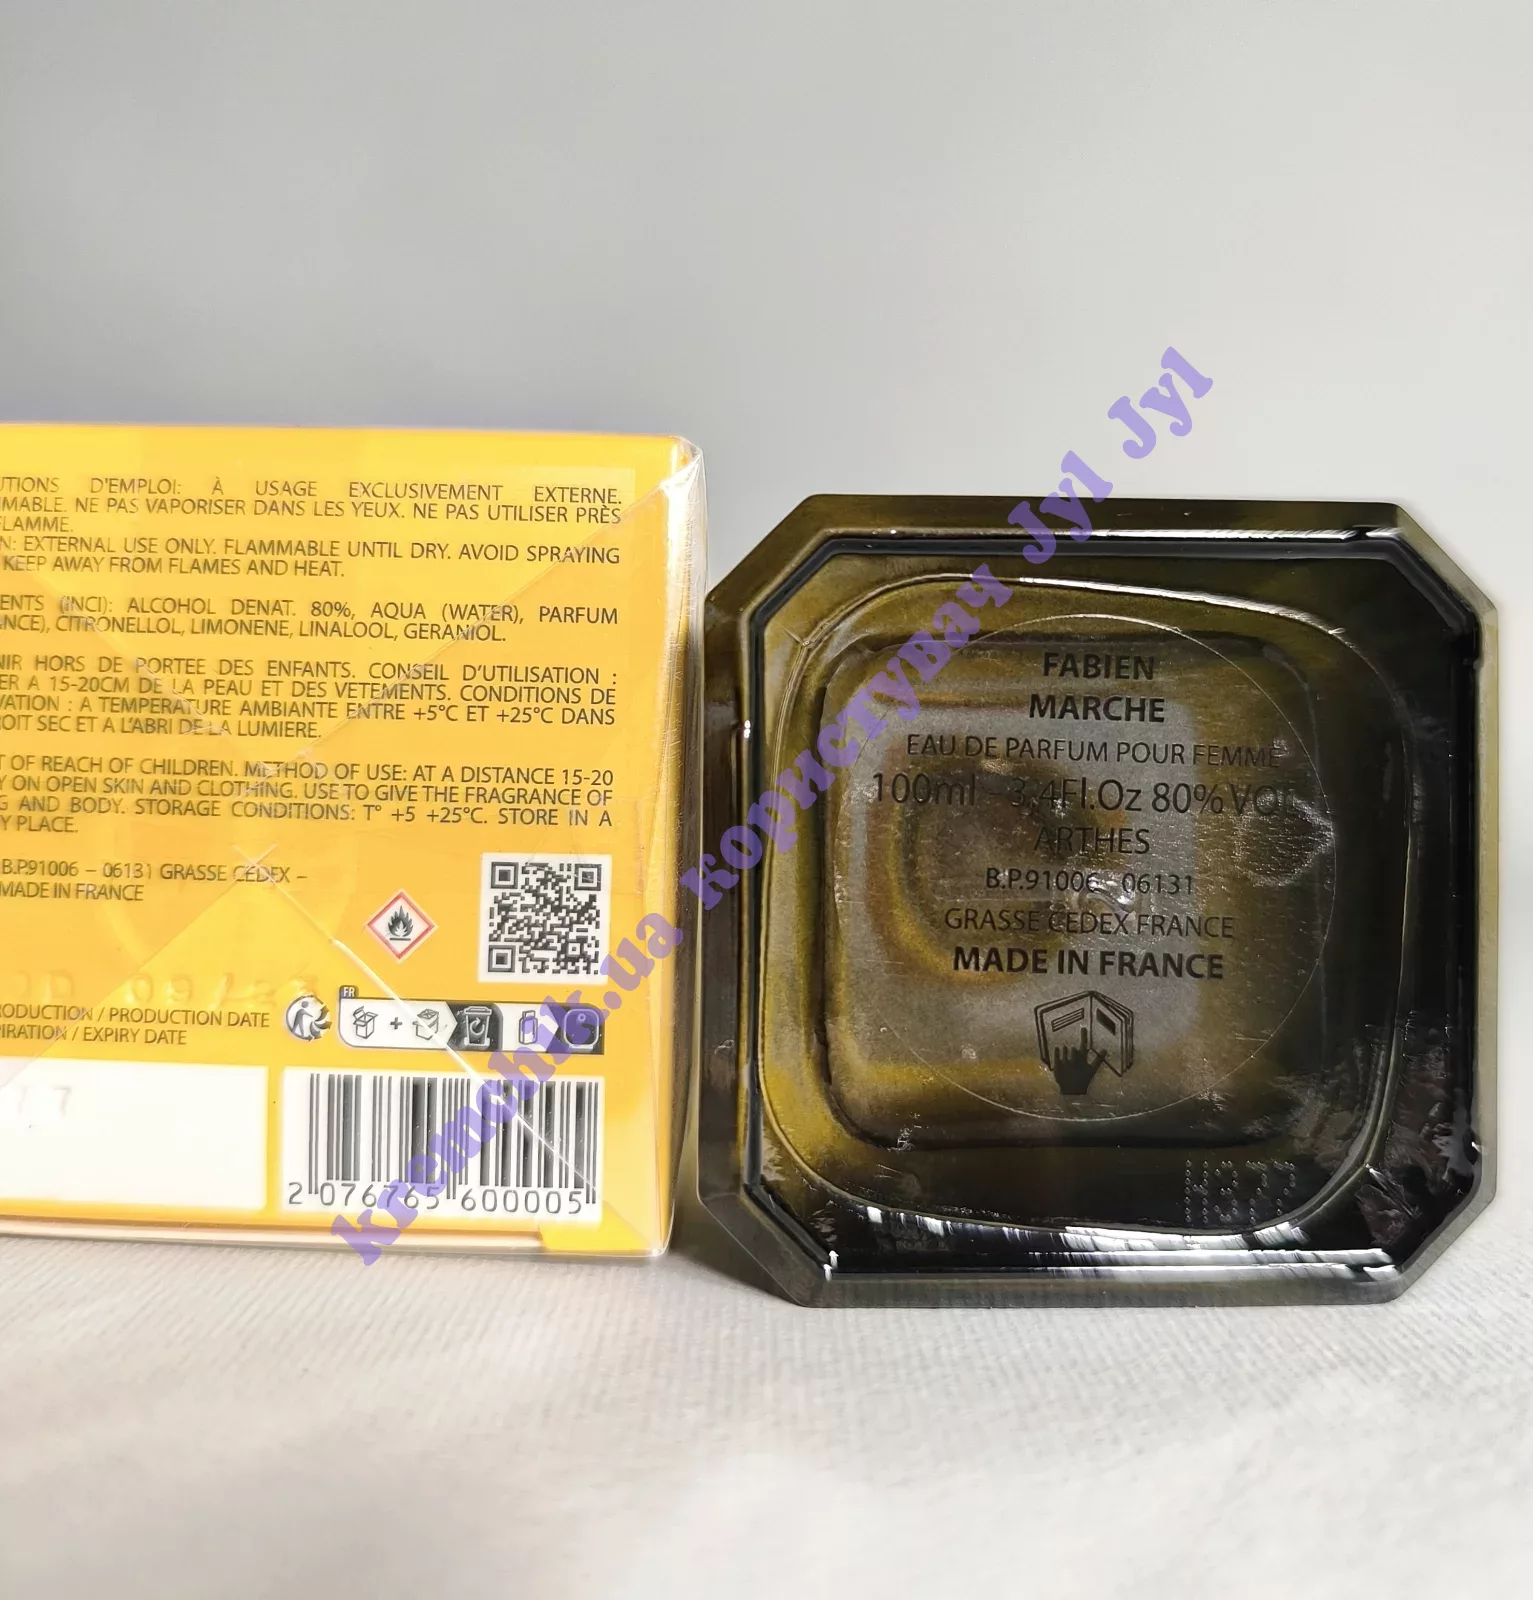 UTIONS D'EMPLOI: À USAGE EXCLUSIVEMENT EXTERNE.
MABLE. NE PAS VAPORISER DANS LES YEUX. NE PAS UTILISER PRÈS
FLAMME.
N: EXTERNAL USE ONLY. FLAMMABLE UNTIL DRY. AVOID SPRAYING
KEEP AWAY FROM FLAMES AND HEAT.
ENTS (INCI): ALCOHOL DENAT. 80%, AQUA (WATER), PARFUM
ANCE), CITRONELLOL, LIMONENE, LINALOOL, GERANIOL.
NIR HORS DE PORTEE DES ENFANTS. CONSEIL D'UTILISATION :
ER A 15-20CM DE LA PEAU ET DES VETEMENTS. CONDITIONS DE
VATION : A TEMPERATURE AMBIANTE ENTRE +5°C ET +25°C DANS
ROIT SEC ET A L'ABRI DE LA LUMIERE.
T OF REACH OF CHILDREN. METHOD OF USE: AT A DISTANCE 15-20
Y ON OPEN SKIN AND CLOTHING. USE TO GIVE THE FRAGRANCE OF
G AND BODY. STORAGE CONDITIONS: T° +5 +25°C. STORE IN A
Y PLACE.
B.P.91006 – 06131 GRASSE CEDEX –
MADE IN FRANCE
09/23
RODUCTION / PRODUCTION DATE
PIRATION / EXPIRY DATE
FR
+
2 076765 600005
FABIEN
MARCHE
EAU DE PARFUM POUR FEMME
100ml - 3,4Fl.Oz 80% VOL
ARTHES
B.P.91006 - 06131
GRASSE CEDEX FRANCE
MADE IN FRANCE
kremchik.ua користувач Jyl Jyl Jyl